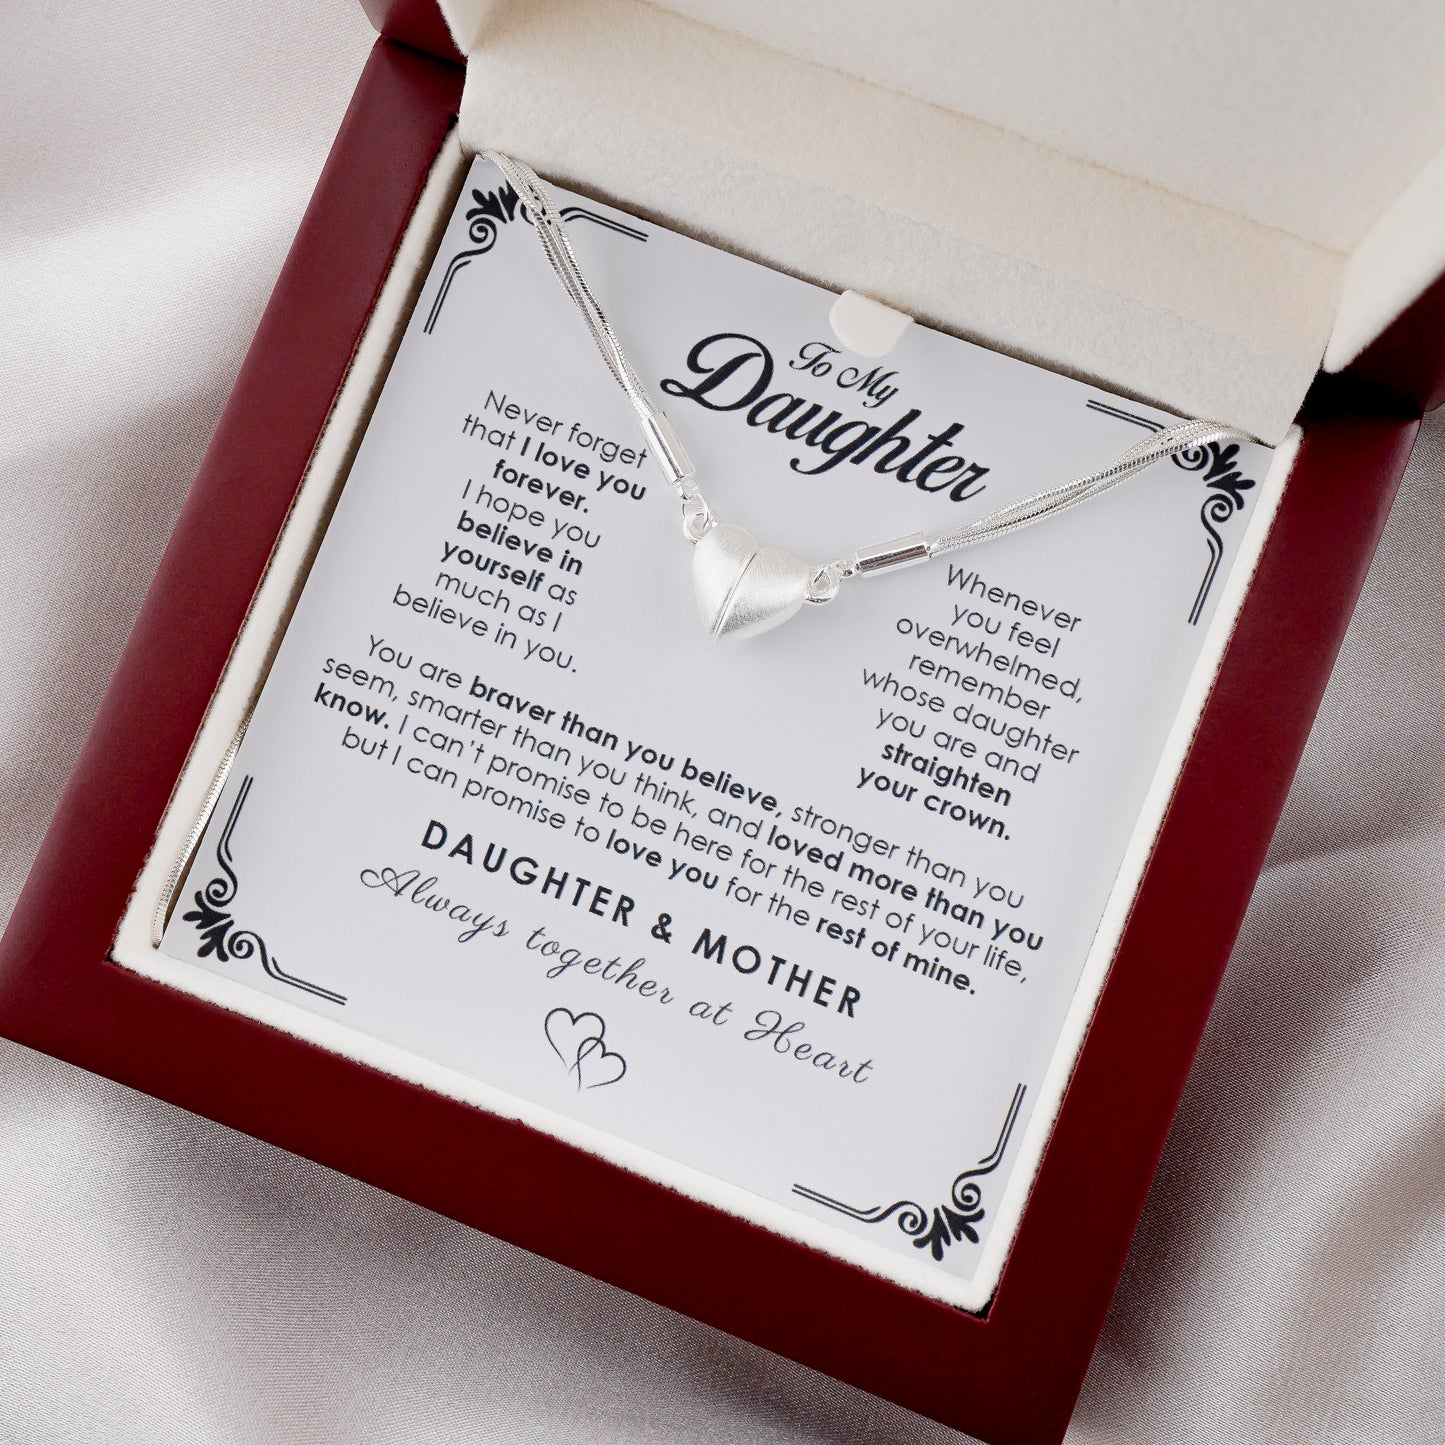 To My
Daughter
Never forget
that I love you
forever.
I hope you
believe in
yourself as
much as I
believe in you.
Whenever
you feel
overwhelmed,
remember
whose daughter
you are and
straighten
your crown.
You are braver than you believe, stronger than you
seem, smarter than you think, and loved more than you
know. I can't promise to be here for the rest of your life,
but I can promise to love you for the rest of mine.
DAUGHTER & MOTHER
Always together at Heart